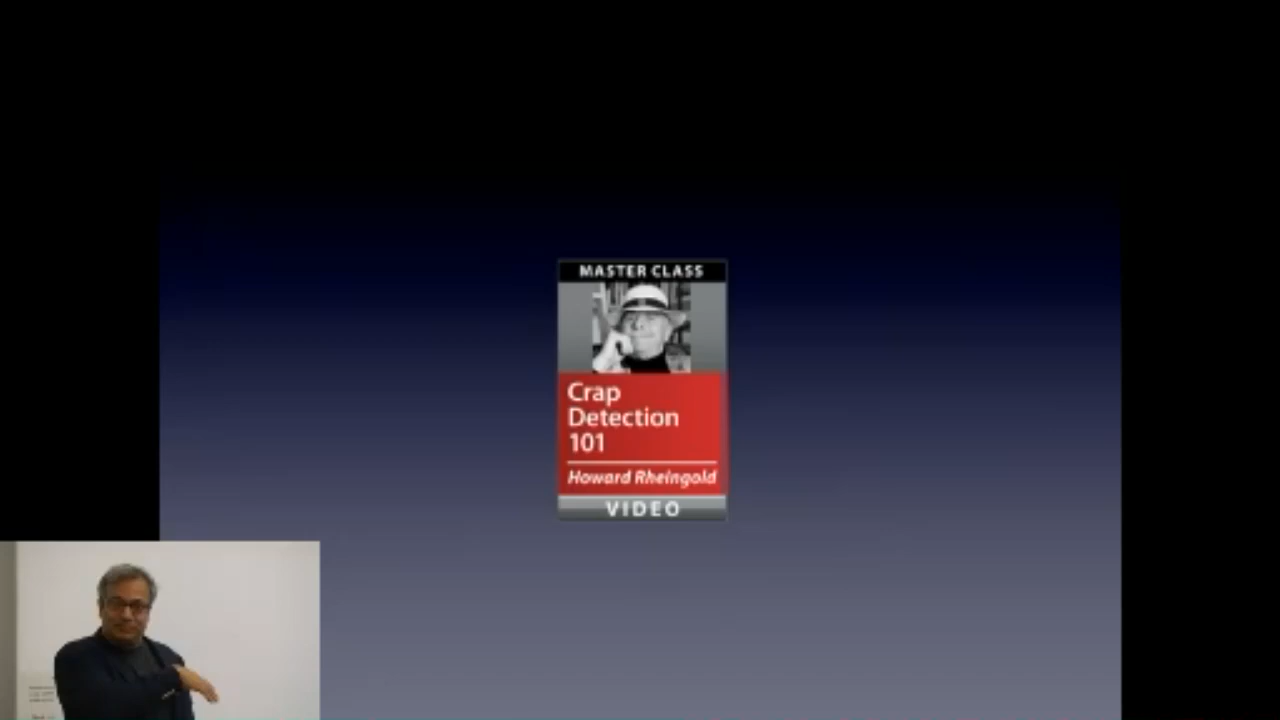 MASTER CLASS
Crap
Detection
101
Howard Rheingold
VIDEO